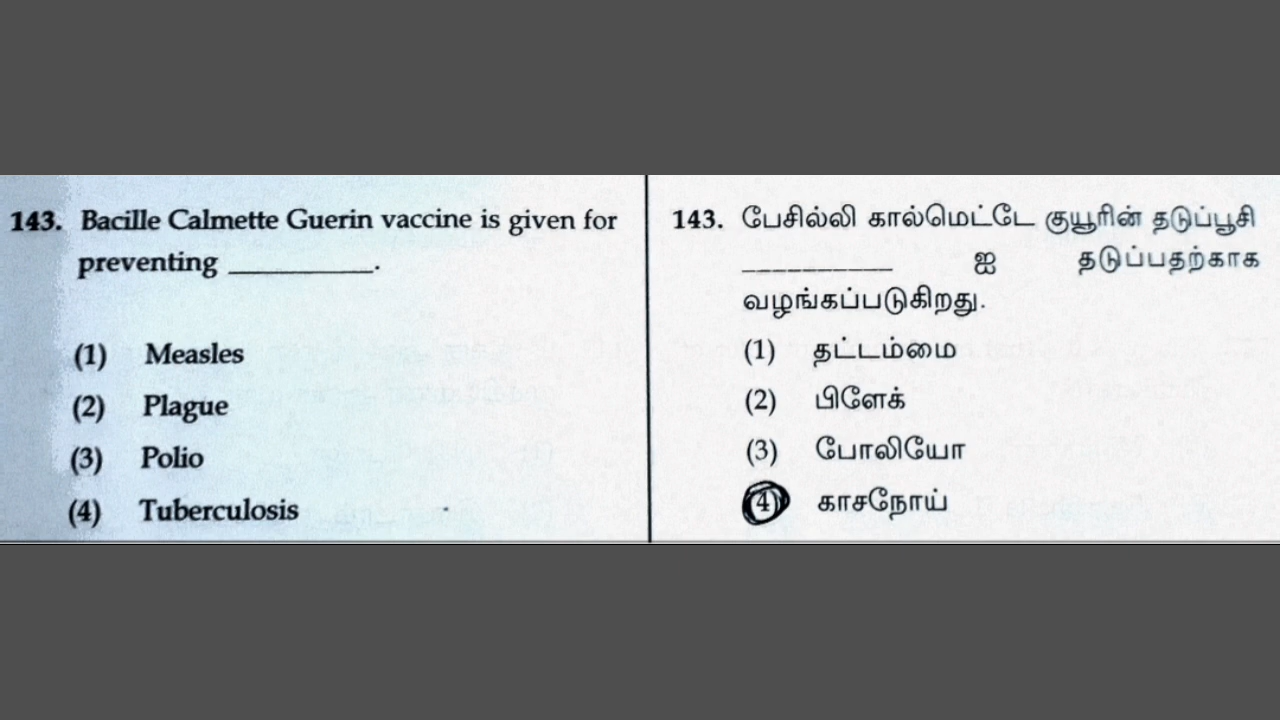 143. Bacille Calmette Guerin vaccine is given for
preventing __________.
(1) Measles
(2) Plague
(3) Polio
(4) Tuberculosis
143. பேசில்லி கால்மெட்டே குயூரின் தடுப்பூசி
__________ ஐ தடுப்பதற்காக
வழங்கப்படுகிறது.
(1) தட்டம்மை
(2) பிளேக்
(3) போலியோ
(4) காசநோய்